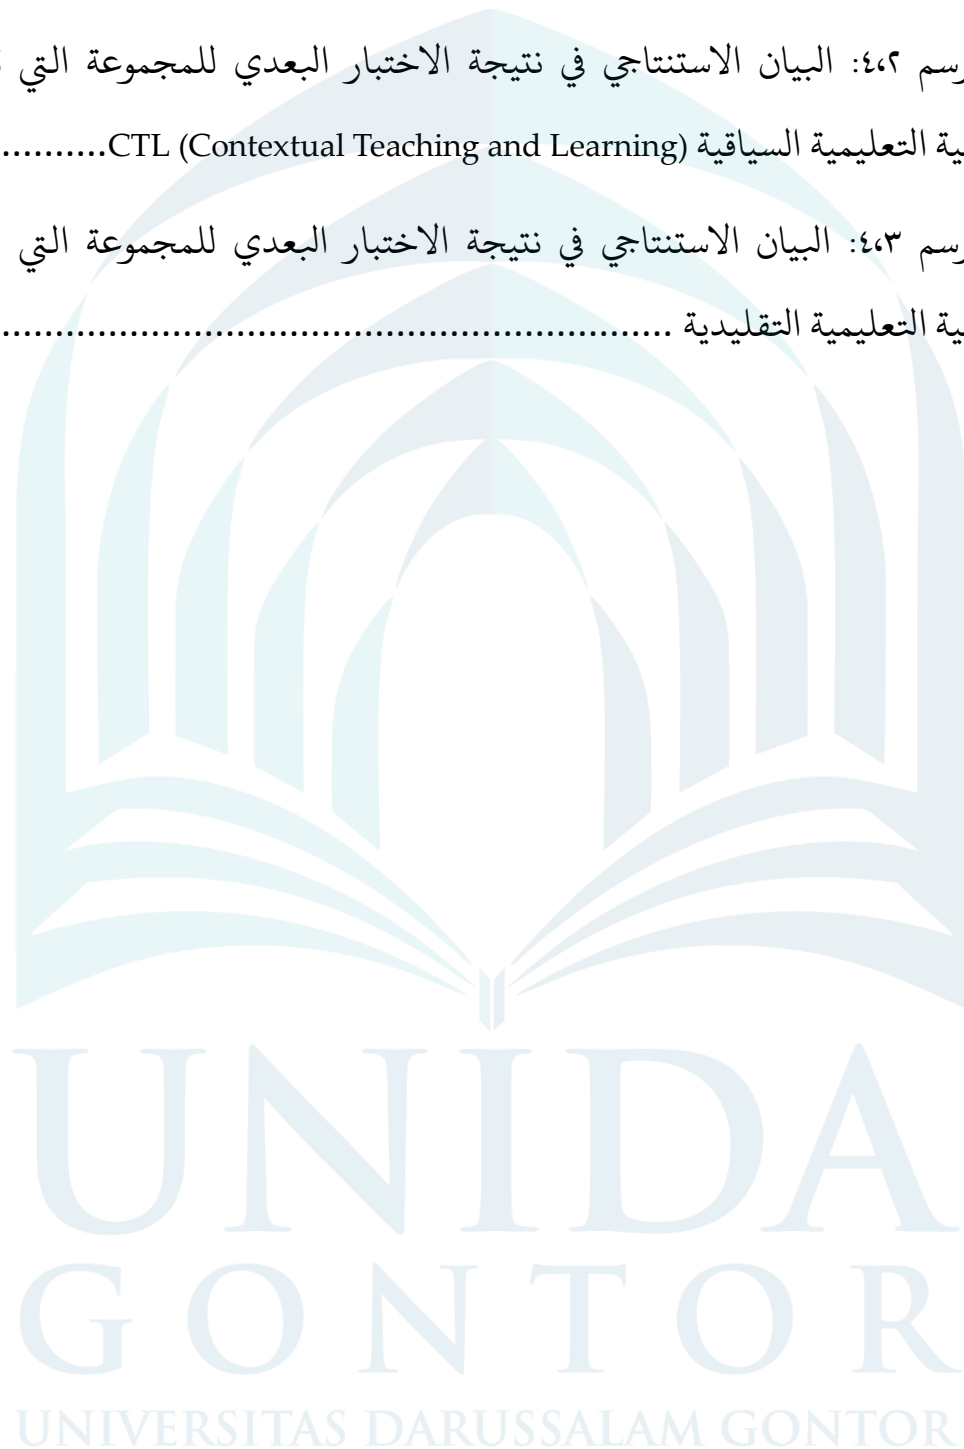 رسم ٤،٢: البيان الاستنتاجي في نتيجة الاختبار البعدي للمجموعة التي
ية التعليمية السياقية CTL (Contextual Teaching and Learning)..........
رسم ٤،٣: البيان الاستنتاجي في نتيجة الاختبار البعدي للمجموعة التي
ية التعليمية التقليدية ...............................................................
UNIDA
GONTOR
UNIVERSITAS DARUSSALAM GONTOR